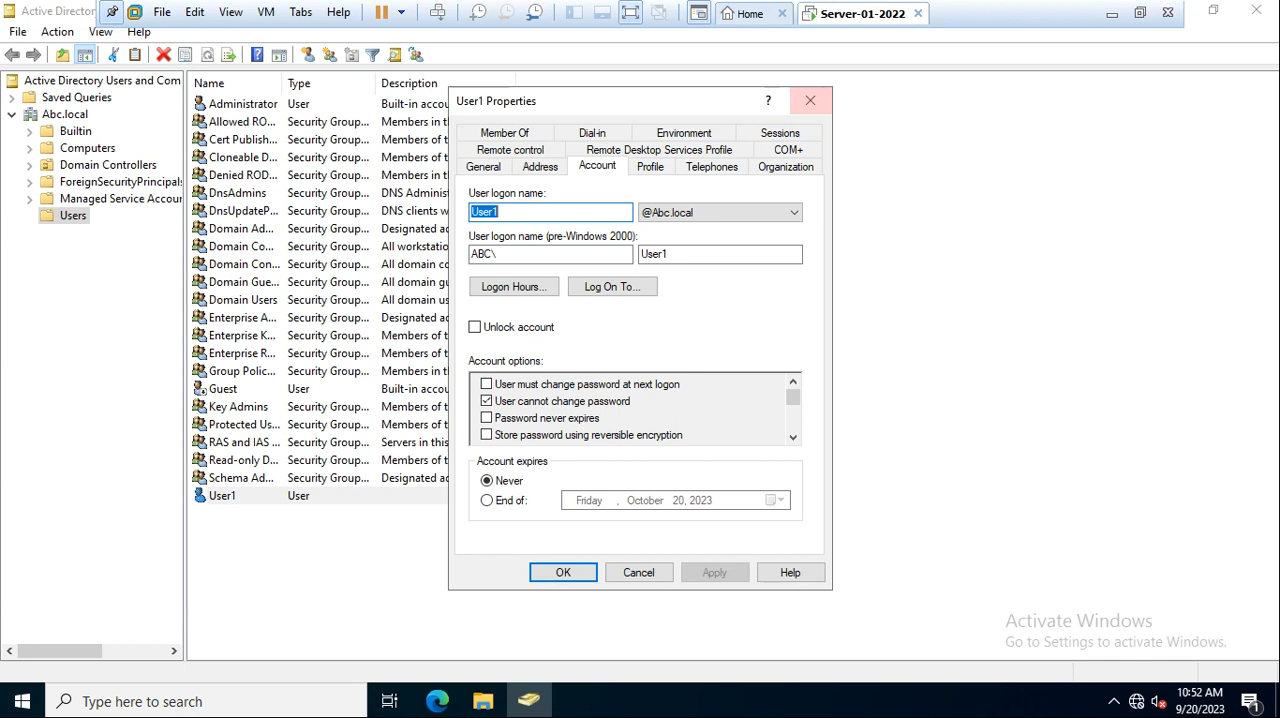 Active Directory
File Edit View VM Tabs Help
Home
Server-01-2022
File Action View Help
Active Directory Users and Com
Saved Queries
Abc.local
Builtin
Computers
Domain Controllers
ForeignSecurityPrincipals
Managed Service Accour
Users
Name Type Description
Administrator User Built-in accou
Allowed RO... Security Group... Members in th
Cert Publish... Security Group... Members of t
Cloneable D... Security Group... Members of t
Denied ROD... Security Group... Members in th
DnsAdmins Security Group... DNS Adminis
DnsUpdateP... Security Group... DNS clients w
Domain Ad... Security Group... Designated ad
Domain Co... Security Group... All workstatio
Domain Con... Security Group... All domain co
Domain Gue... Security Group... All domain gu
Domain Users Security Group... All domain us
Enterprise A... Security Group... Designated ad
Enterprise K... Security Group... Members of t
Enterprise R... Security Group... Members of t
Group Polic... Security Group... Members in th
Guest User Built-in accou
Key Admins Security Group... Members of t
Protected Us... Security Group... Members of t
RAS and IAS ... Security Group... Servers in this
Read-only D... Security Group... Members of t
Schema Ad... Security Group... Designated ad
User1 User
User1 Properties
?
Member Of Dial-in Environment Sessions
Remote control Remote Desktop Services Profile COM+
General Address Account Profile Telephones Organization
User logon name:
User1 @Abc.local
User logon name (pre-Windows 2000):
ABC\ User1
Logon Hours... Log On To...
Unlock account
Account options:
User must change password at next logon
User cannot change password
Password never expires
Store password using reversible encryption
Account expires
Never
End of: Friday , October 20, 2023
OK Cancel Apply Help
Activate Windows
Go to Settings to activate Windows.
Type here to search
10:52 AM
9/20/2023
1